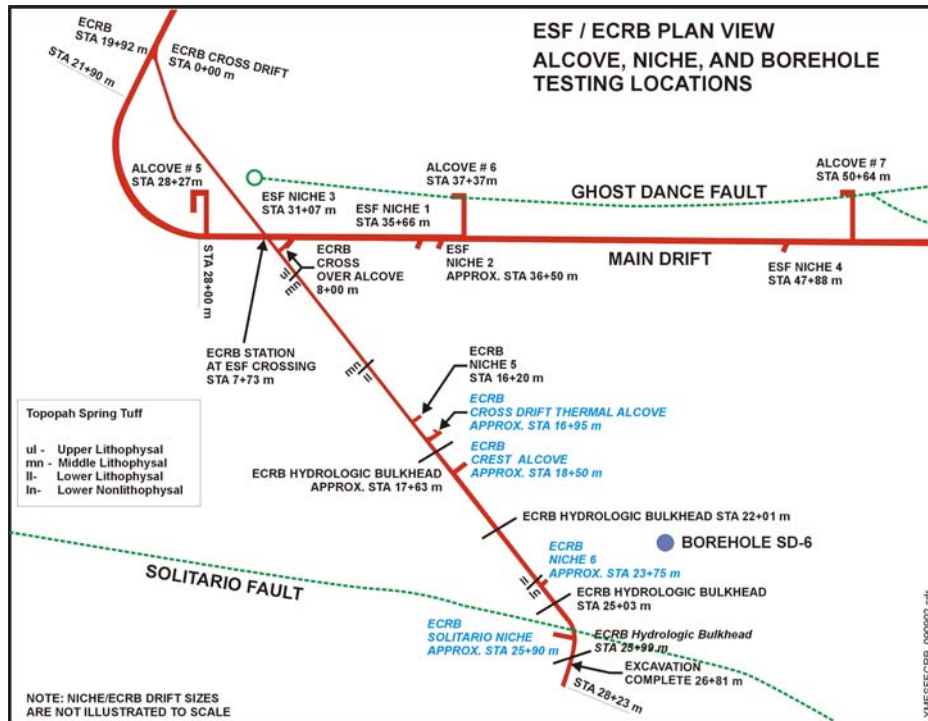 ESF / ECRB PLAN VIEW
ALCOVE, NICHE, AND BOREHOLE
TESTING LOCATIONS
ECRB
STA 19+92 m
ECRB CROSS DRIFT
STA 0+00 m
STA 21+90 m
ALCOVE # 5
STA 28+27m
ALCOVE # 6
STA 37+37m
ALCOVE # 7
STA 50+64 m
GHOST DANCE FAULT
ESF NICHE 3
STA 31+07 m
ESF NICHE 1
STA 35+66 m
STA 28+00 m
ul
mn
ECRB
CROSS
OVER ALCOVE
8+00 m
ESF
NICHE 2
APPROX. STA 36+50 m
MAIN DRIFT
ESF NICHE 4
STA 47+88 m
ECRB STATION
AT ESF CROSSING
STA 7+73 m
mn
ll
ECRB
NICHE 5
STA 16+20 m
ECRB
CROSS DRIFT THERMAL ALCOVE
APPROX. STA 16+95 m
ECRB
CREST ALCOVE
APPROX. STA 18+50 m
ECRB HYDROLOGIC BULKHEAD
APPROX. STA 17+63 m
Topopah Spring Tuff
ul - Upper Lithophysal
mn - Middle Lithophysal
ll- Lower Lithophysal
ln- Lower Nonlithophysal
ECRB HYDROLOGIC BULKHEAD STA 22+01 m
BOREHOLE SD-6
ECRB
NICHE 6
APPROX. STA 23+75 m
ll
ln
SOLITARIO FAULT
ECRB HYDROLOGIC BULKHEAD
STA 25+03 m
ECRB
SOLITARIO NICHE
APPROX. STA 25+90 m
ECRB Hydrologic Bulkhead
STA 25+99 m
EXCAVATION
COMPLETE 26+81 m
STA 28+23 m
NOTE: NICHE/ECRB DRIFT SIZES
ARE NOT ILLUSTRATED TO SCALE